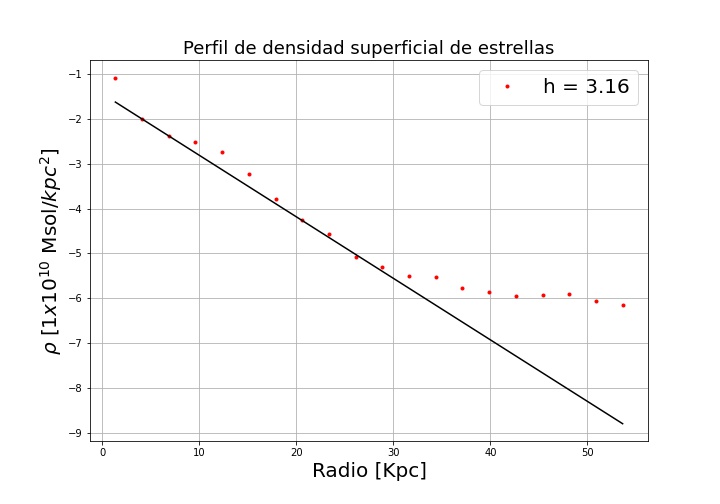 Perfil de densidad superficial de estrellas
h = 3.16
−1
−2
−3
−4
−5
−6
−7
−8
−9
ρ [1x10¹⁰ Msol/kpc²]
0 10 20 30 40 50
Radio [Kpc]